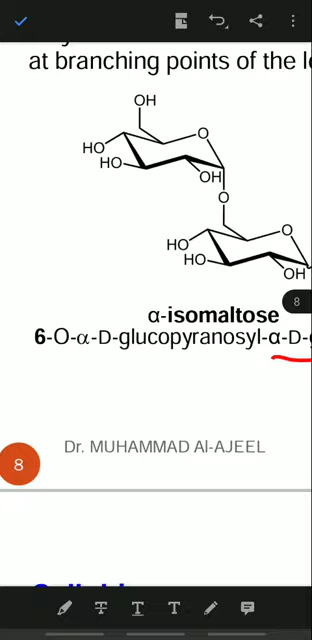 at branching points of the
OH
O
HO
HO
OH
O
O
HO
HO
OH
8
α-isomaltose
6-O-α-D-glucopyranosyl-α-D-
Dr. MUHAMMAD Al-AJEEL
8
T T T